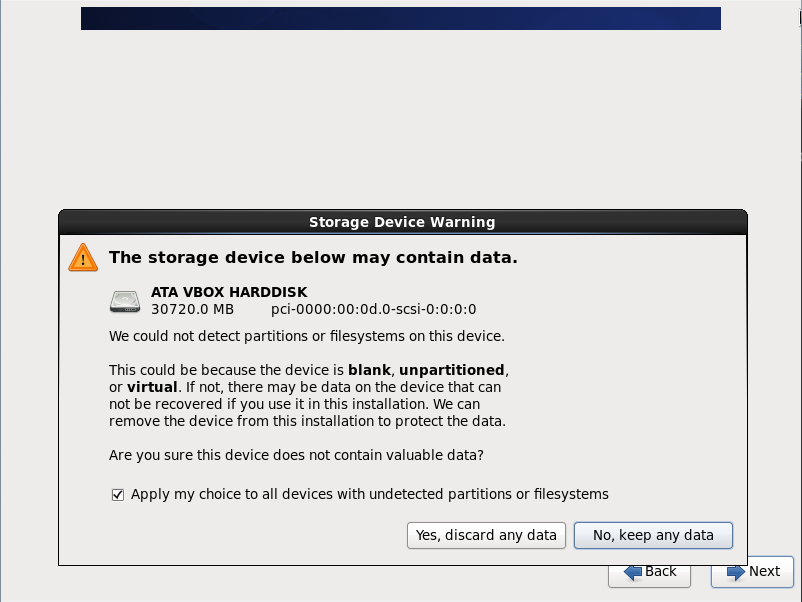 Storage Device Warning
The storage device below may contain data.
ATA VBOX HARDDISK
30720.0 MB pci-0000:00:0d.0-scsi-0:0:0:0
We could not detect partitions or filesystems on this device.
This could be because the device is blank, unpartitioned,
or virtual. If not, there may be data on the device that can
not be recovered if you use it in this installation. We can
remove the device from this installation to protect the data.
Are you sure this device does not contain valuable data?
Apply my choice to all devices with undetected partitions or filesystems
Yes, discard any data No, keep any data
Back Next